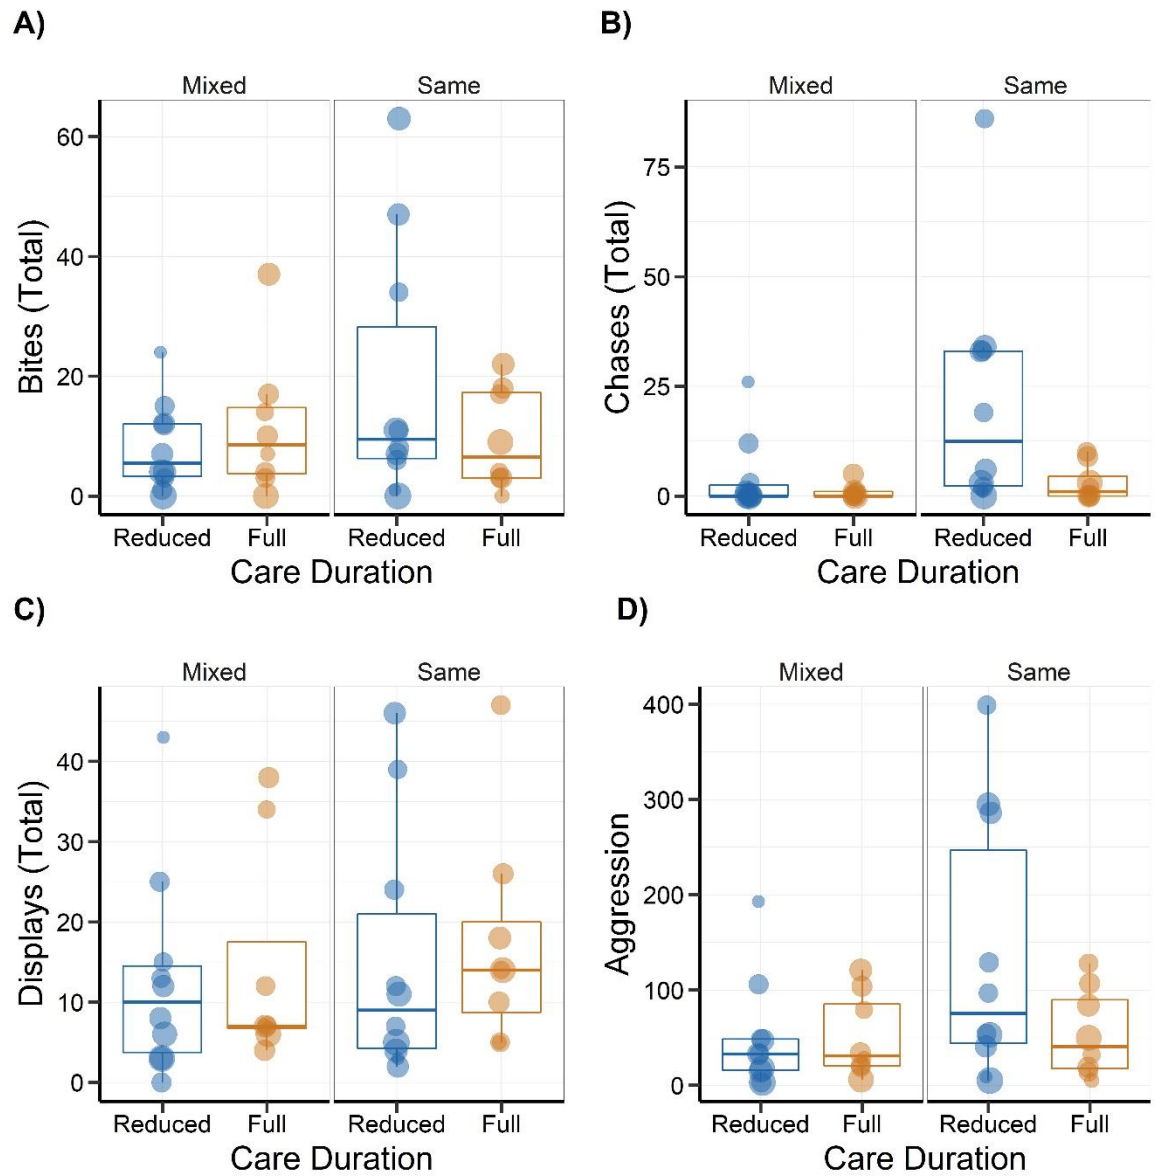 A)
Mixed Same
Bites (Total)
60
40
20
0
Reduced Full Reduced Full
Care Duration
B)
Mixed Same
Chases (Total)
75
50
25
0
Reduced Full Reduced Full
Care Duration
C)
Mixed Same
Displays (Total)
40
30
20
10
0
Reduced Full Reduced Full
Care Duration
D)
Mixed Same
Aggression
400
300
200
100
0
Reduced Full Reduced Full
Care Duration